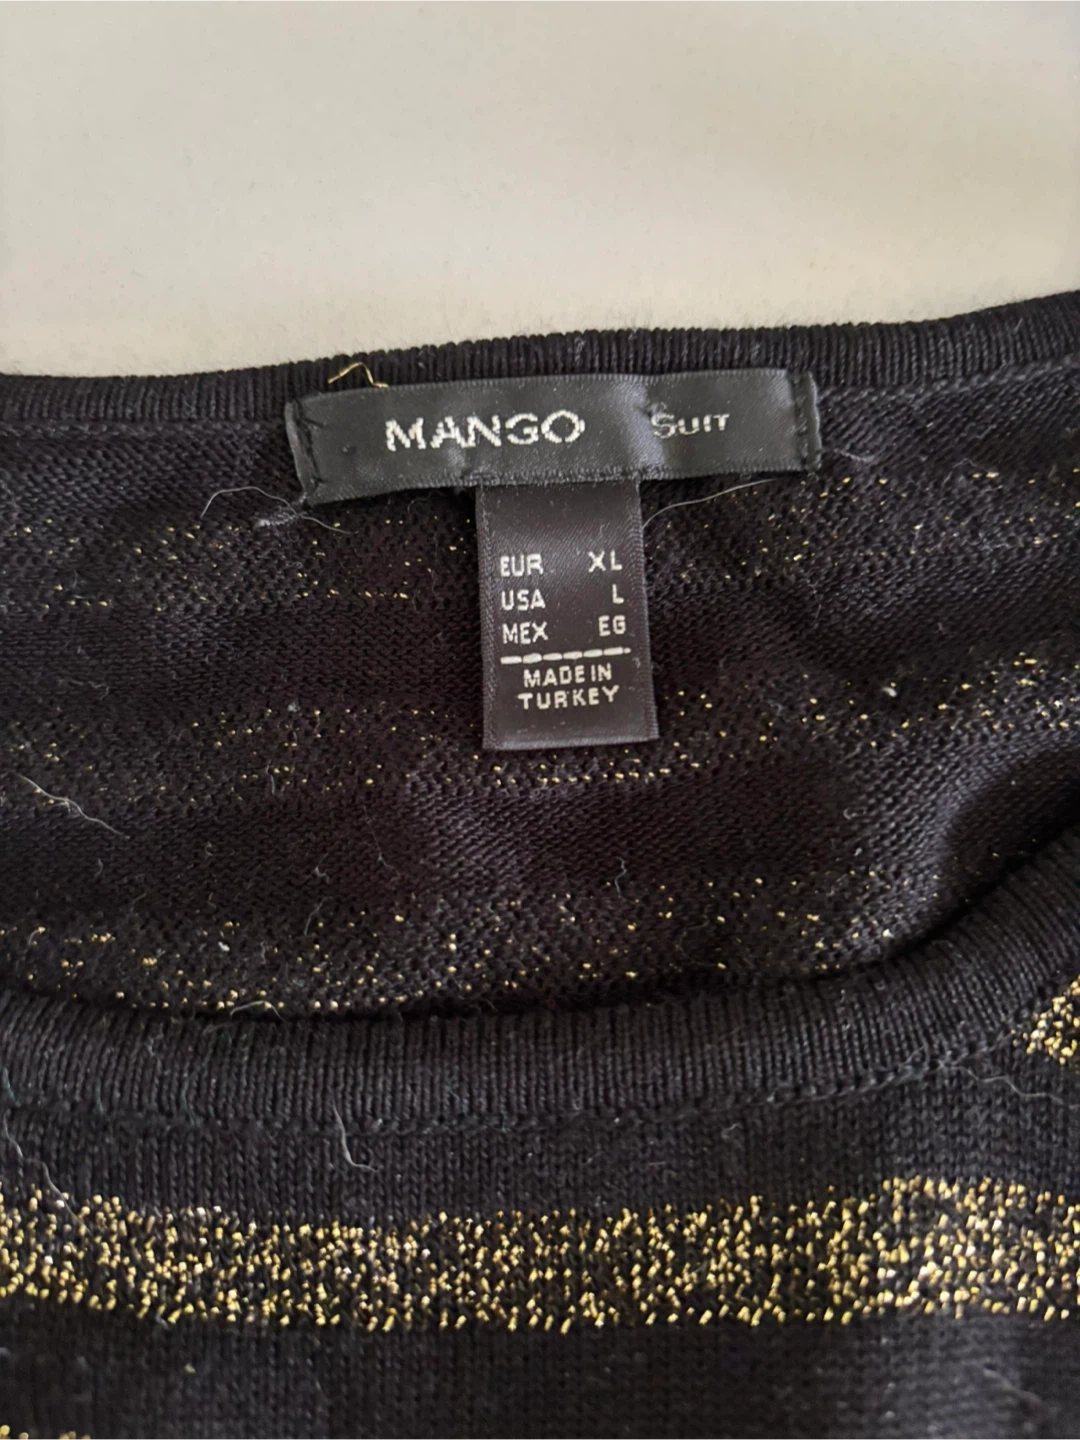 MANGO SUIT
EUR XL
USA L
MEX EG
MADE IN
TURKEY